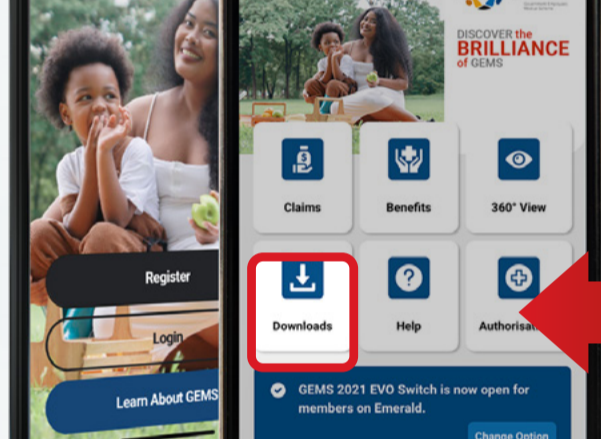 Register
Login
Learn About GEMS
DISCOVER the
BRILLIANCE
of GEMS
Claims
Benefits
360° View
Downloads
Help
GEMS 2021 EVO Switch is now open for
members on Emerald.
Change Option